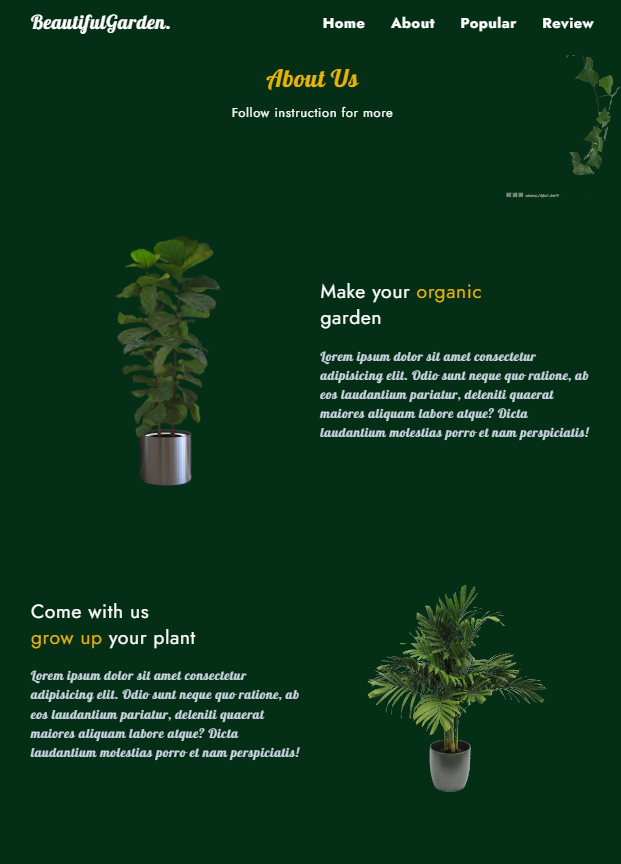 BeautifulGarden.
Home About Popular Review
About Us
Follow instruction for more
Make your organic
garden
Lorem ipsum dolor sit amet consectetur
adipisicing elit. Odio sunt neque quo ratione, ab
eos laudantium pariatur, deleniti quaerat
maiores aliquam labore atque? Dicta
laudantium molestias porro et nam perspiciatis!
Come with us
grow up your plant
Lorem ipsum dolor sit amet consectetur
adipisicing elit. Odio sunt neque quo ratione, ab
eos laudantium pariatur, deleniti quaerat
maiores aliquam labore atque? Dicta
laudantium molestias porro et nam perspiciatis!